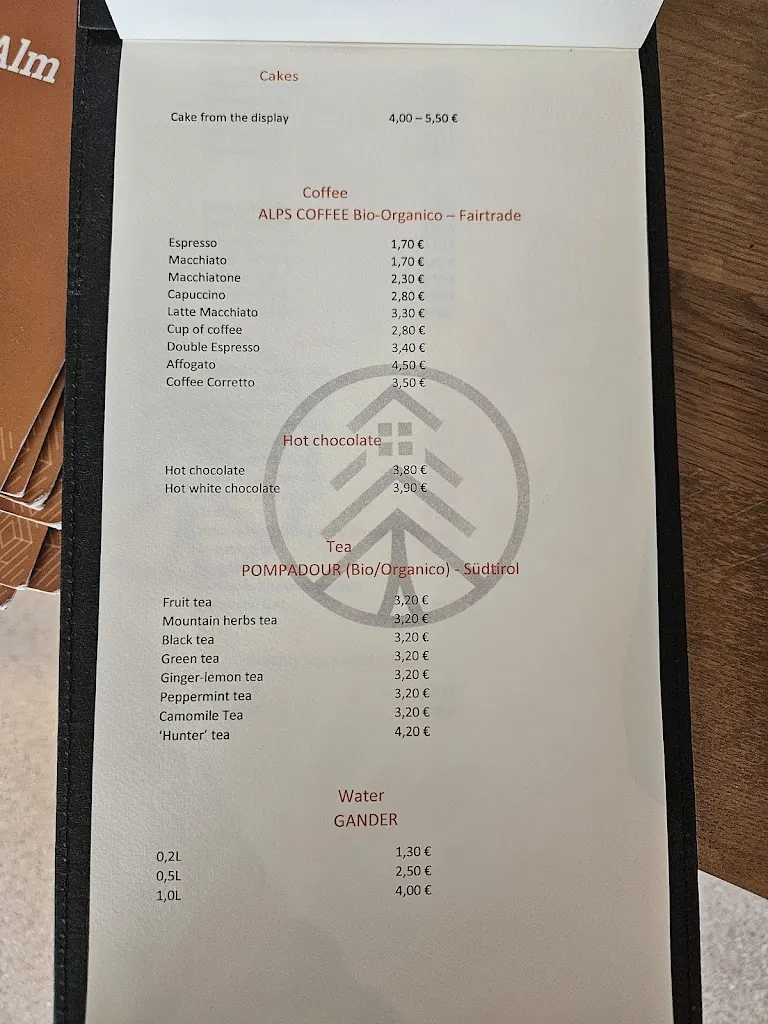 Alm
Cakes
Cake from the display 4,00 – 5,50 €
Coffee
ALPS COFFEE Bio-Organico – Fairtrade
Espresso 1,70 €
Macchiato 1,70 €
Macchiatone 2,30 €
Capuccino 2,80 €
Latte Macchiato 3,30 €
Cup of coffee 2,80 €
Double Espresso 3,40 €
Affogato 4,50 €
Coffee Corretto 3,50 €
Hot chocolate
Hot chocolate 3,80 €
Hot white chocolate 3,90 €
Tea
POMPADOUR (Bio/Organico) - Südtirol
Fruit tea 3,20 €
Mountain herbs tea 3,20 €
Black tea 3,20 €
Green tea 3,20 €
Ginger-lemon tea 3,20 €
Peppermint tea 3,20 €
Camomile Tea 3,20 €
‘Hunter’ tea 4,20 €
Water
GANDER
0,2L 1,30 €
0,5L 2,50 €
1,0L 4,00 €